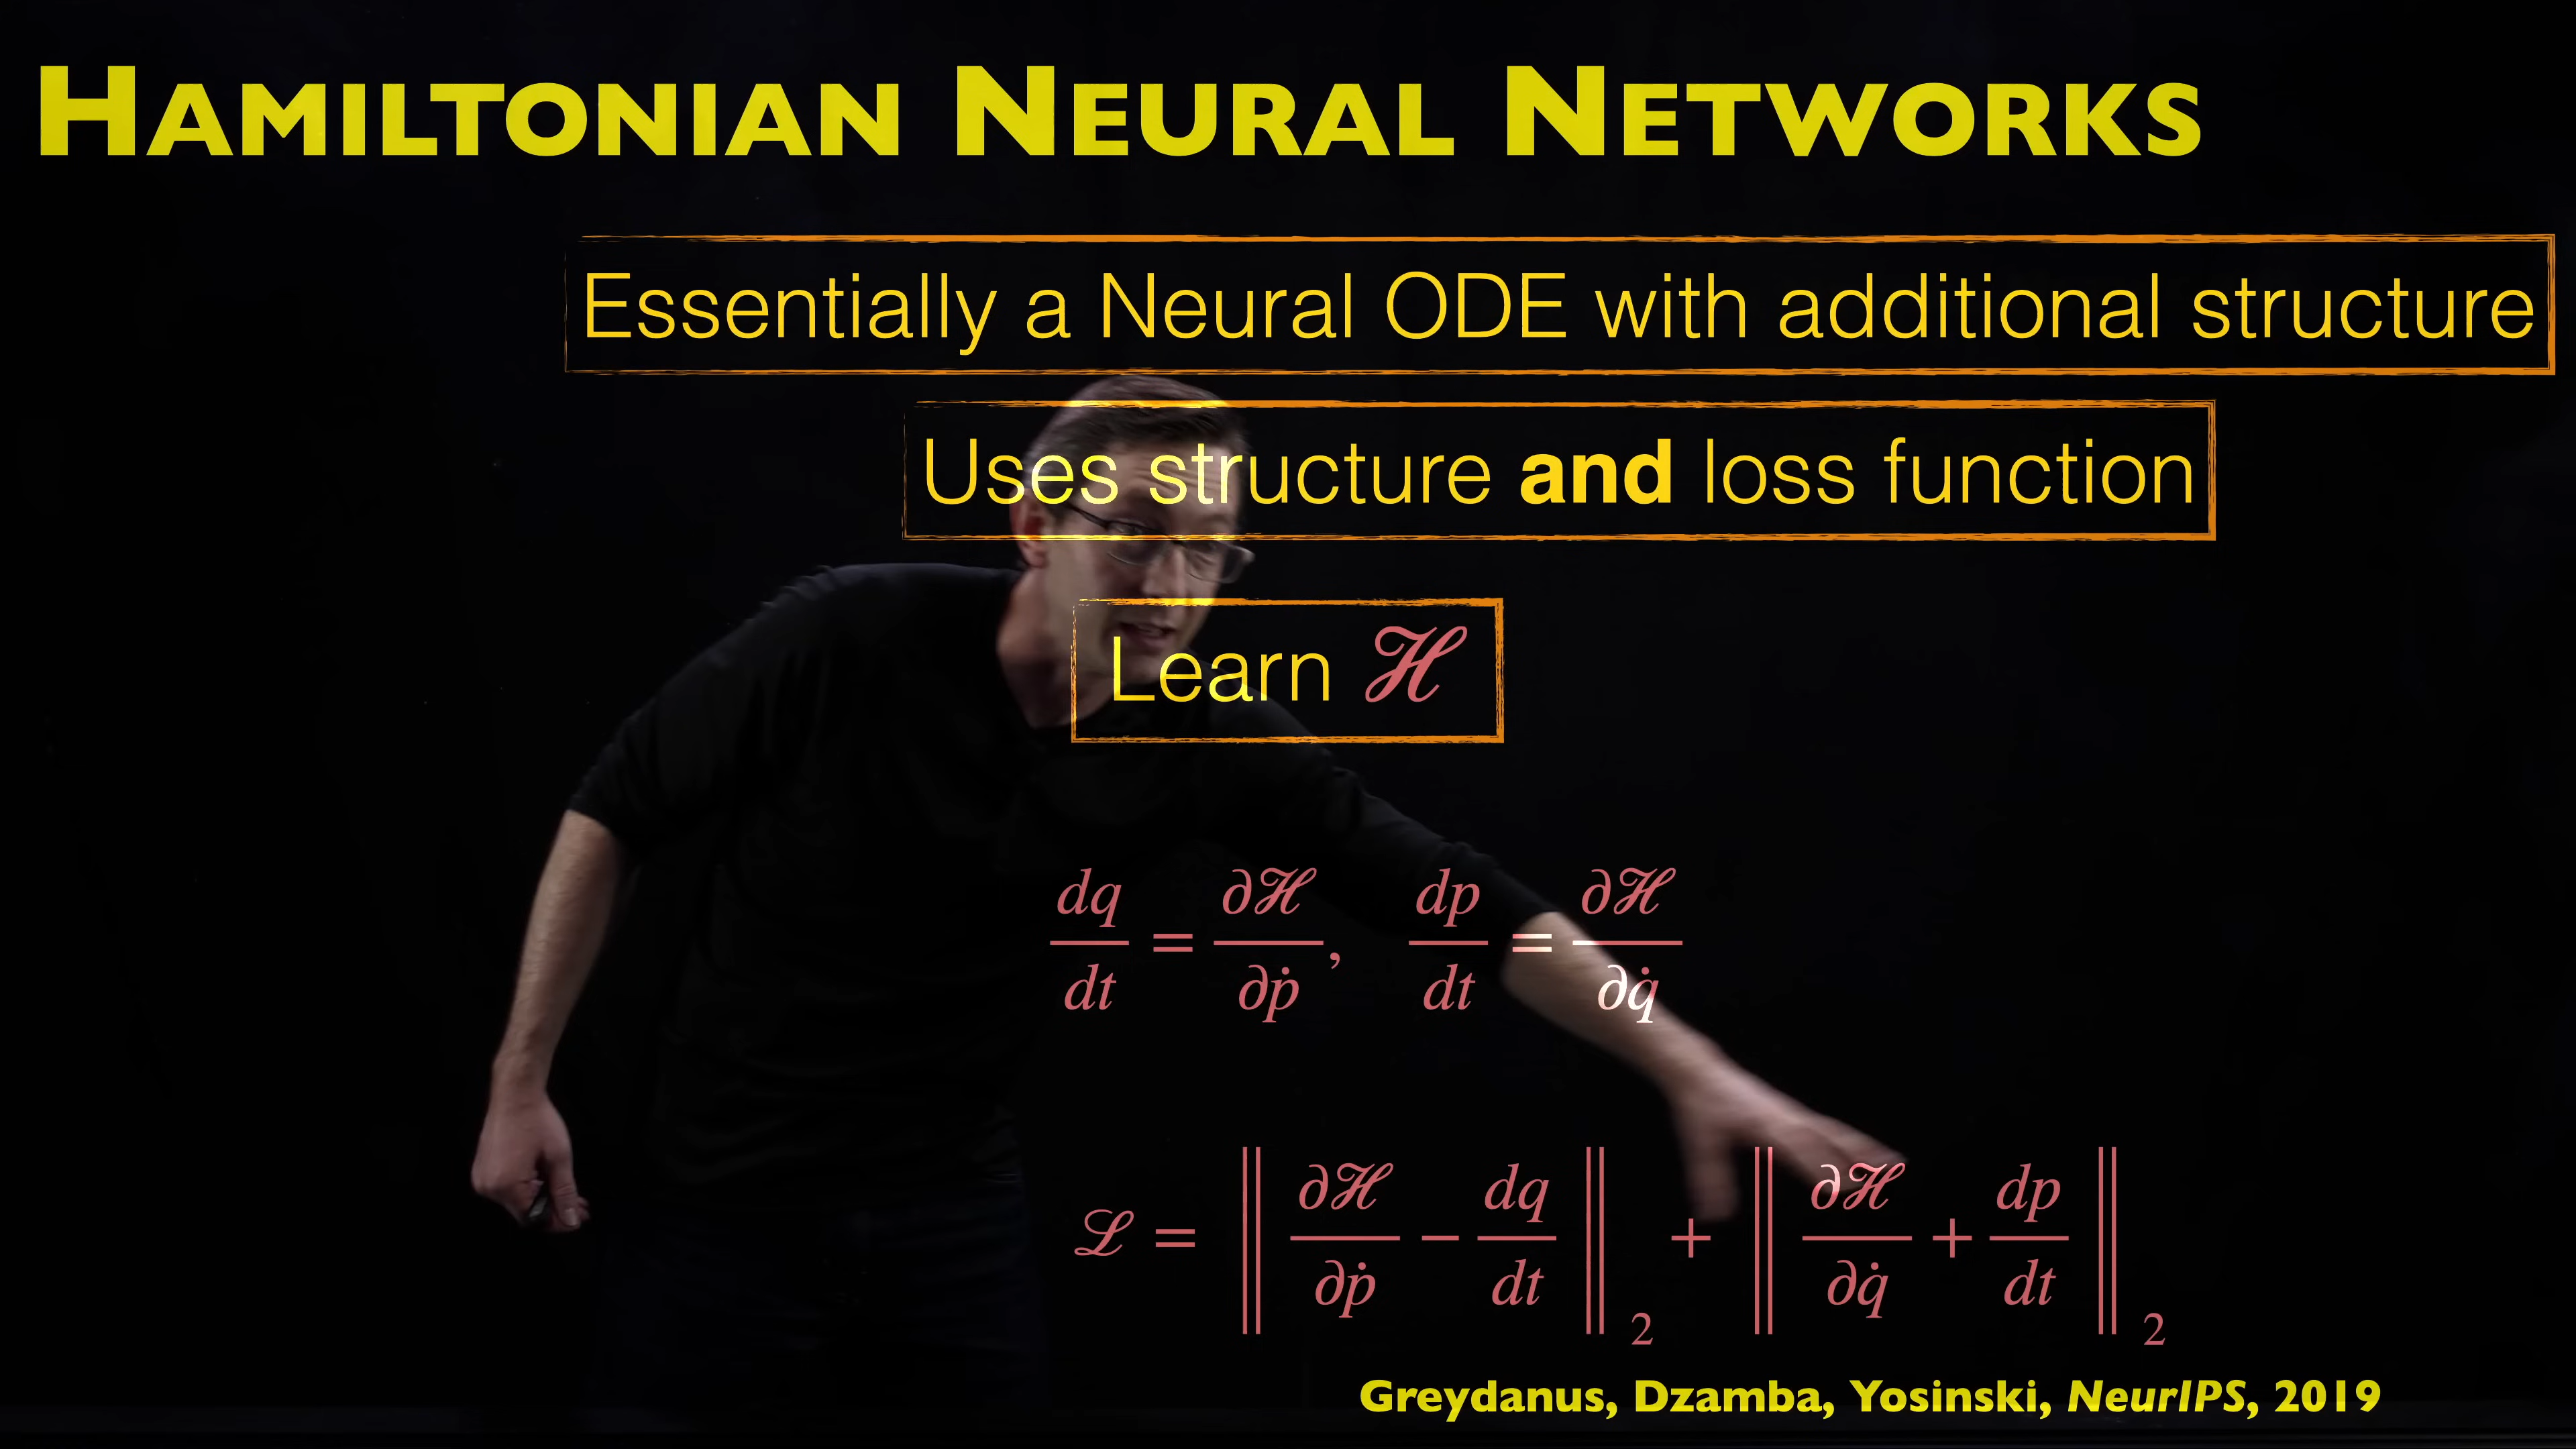 HAMILTONIAN NEURAL NETWORKS
Essentially a Neural ODE with additional structure
Uses structure and loss function
Learn ℋ
dq/dt = ∂ℋ/∂ṗ, dp/dt = ∂ℋ/∂q̇
ℒ = ‖ ∂ℋ/∂ṗ − dq/dt ‖₂ + ‖ ∂ℋ/∂q̇ + dp/dt ‖₂
Greydanus, Dzamba, Yosinski, NeurIPS, 2019